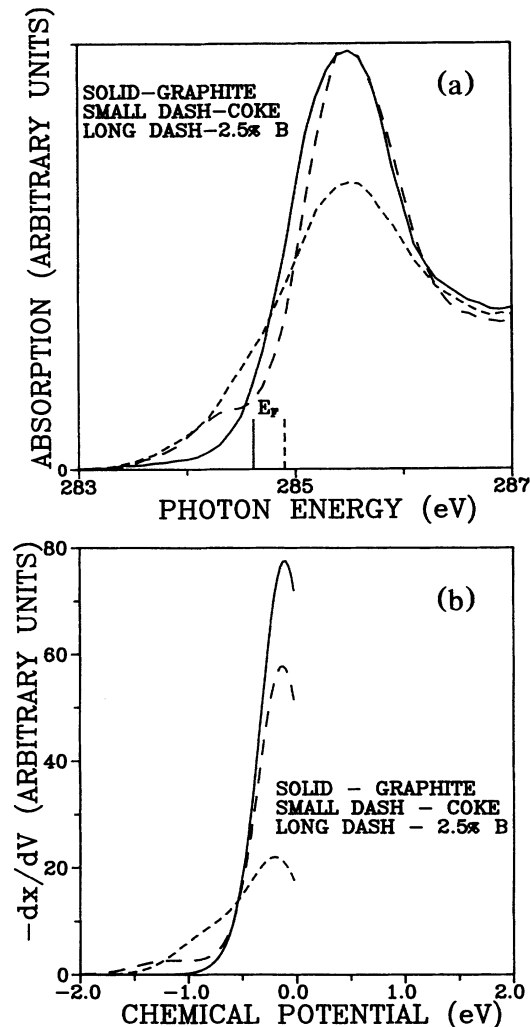 (a)
SOLID-GRAPHITE
SMALL DASH-COKE
LONG DASH-2.5% B
ABSORPTION (ARBITRARY UNITS)
E_F
0
283
285
287
PHOTON ENERGY (eV)
80
(b)
60
40
SOLID - GRAPHITE
SMALL DASH - COKE
LONG DASH - 2.5% B
20
0
-dx/dV (ARBITRARY UNITS)
-2.0
-1.0
0.0
1.0
2.0
CHEMICAL POTENTIAL (eV)